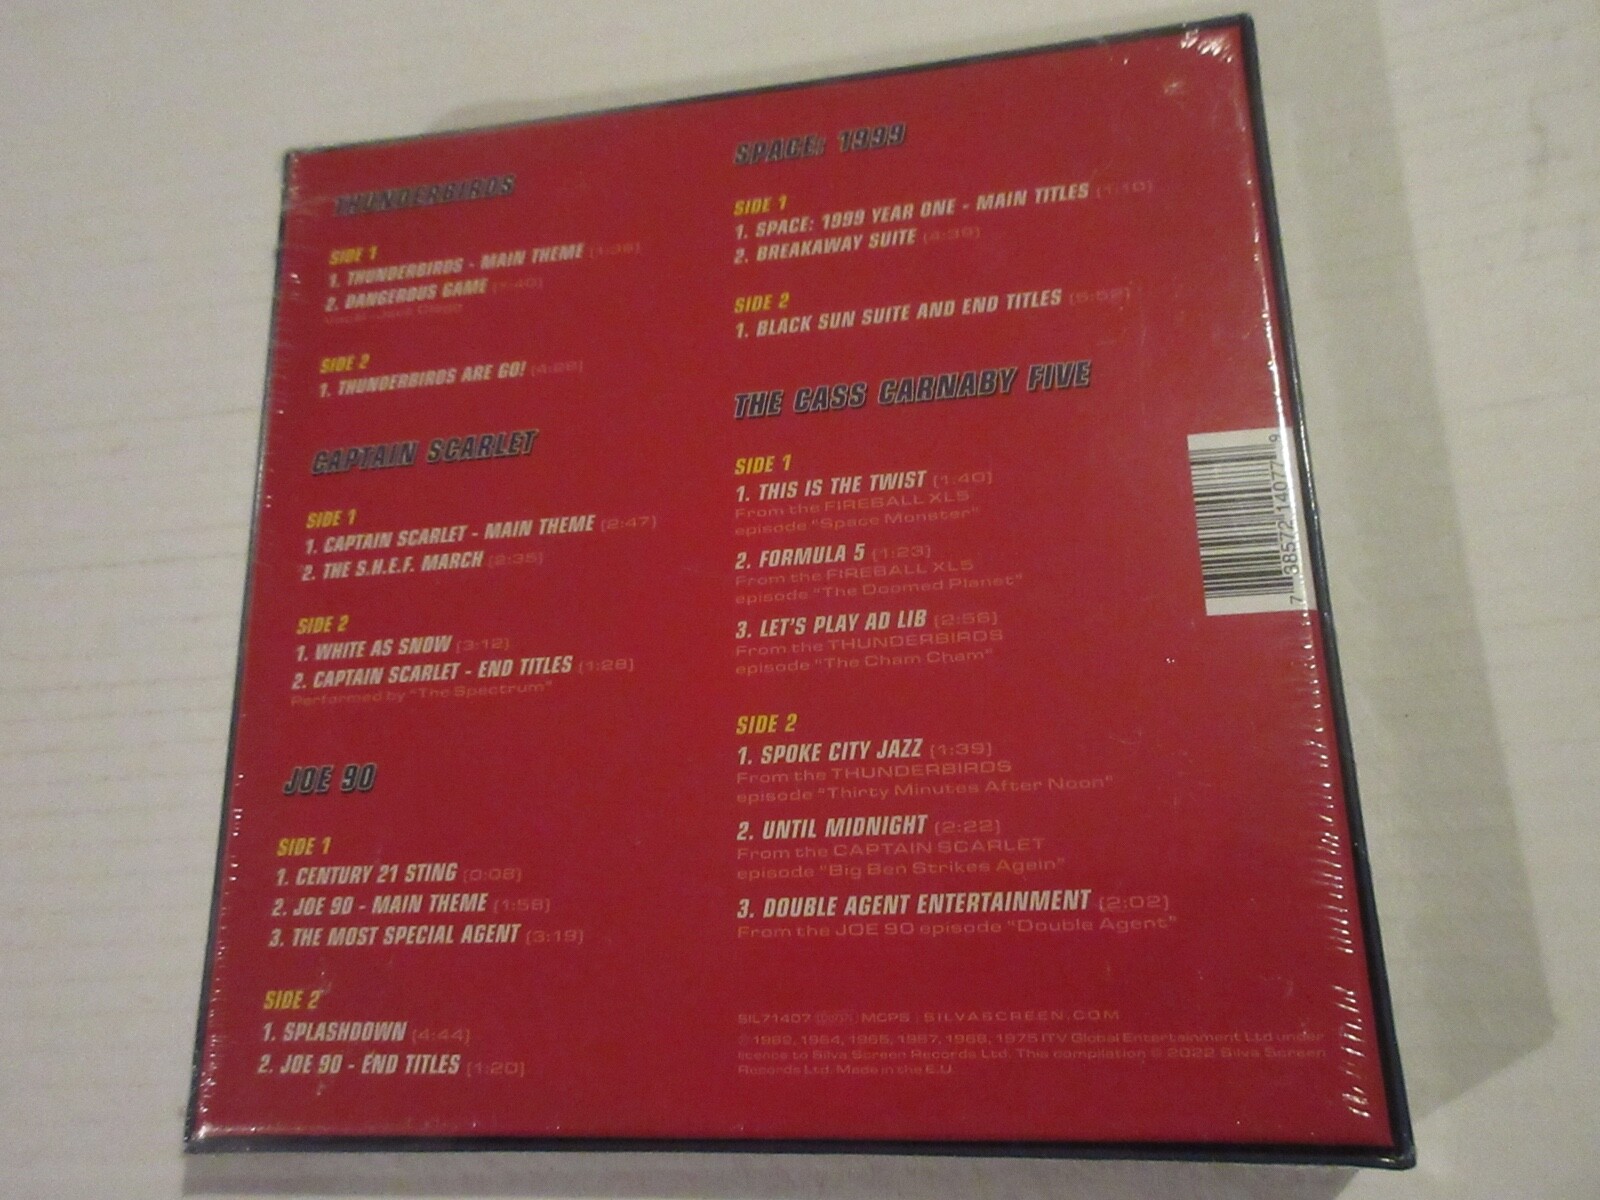 THUNDERBIRDS
SIDE 1
1. THUNDERBIRDS - MAIN THEME (1:36)
2. DANGEROUS GAME (1:40)
Vocal -
SIDE 2
1. THUNDERBIRDS ARE GO! (4:28)
CAPTAIN SCARLET
SIDE 1
1. CAPTAIN SCARLET - MAIN THEME (2:47)
2. THE S.H.E.F. MARCH (2:35)
SIDE 2
1. WHITE AS SNOW (3:12)
2. CAPTAIN SCARLET - END TITLES (1:28)
Performed by "The Spectrum"
JOE 90
SIDE 1
1. CENTURY 21 STING (0:08)
2. JOE 90 - MAIN THEME (1:58)
3. THE MOST SPECIAL AGENT (3:19)
SIDE 2
1. SPLASHDOWN (4:44)
2. JOE 90 - END TITLES (1:20)
SPACE: 1999
SIDE 1
1. SPACE: 1999 YEAR ONE - MAIN TITLES (1:10)
2. BREAKAWAY SUITE (4:39)
SIDE 2
1. BLACK SUN SUITE AND END TITLES (5:52)
THE CASS CARNABY FIVE
SIDE 1
1. THIS IS THE TWIST (1:40)
From the FIREBALL XL5
episode "Space Monster"
2. FORMULA 5 (1:23)
From the FIREBALL XL5
episode "The Doomed Planet"
3. LET'S PLAY AD LIB (2:56)
From the THUNDERBIRDS
episode "The Cham Cham"
SIDE 2
1. SPOKE CITY JAZZ (1:39)
From the THUNDERBIRDS
episode "Thirty Minutes After Noon"
2. UNTIL MIDNIGHT (2:22)
From the CAPTAIN SCARLET
episode "Big Ben Strikes Again"
3. DOUBLE AGENT ENTERTAINMENT (2:02)
From the JOE 90 episode "Double Agent"
SIL71407 MCPS | SILVASCREEN.COM
1964, 1965, 1967, 1968, 1975 ITV Global Entertainment Ltd under
licence to Silva Screen Records Ltd. This compilation © 2022 Silva Screen
Records Ltd. Made in the E.U.
7 38572 14077 9